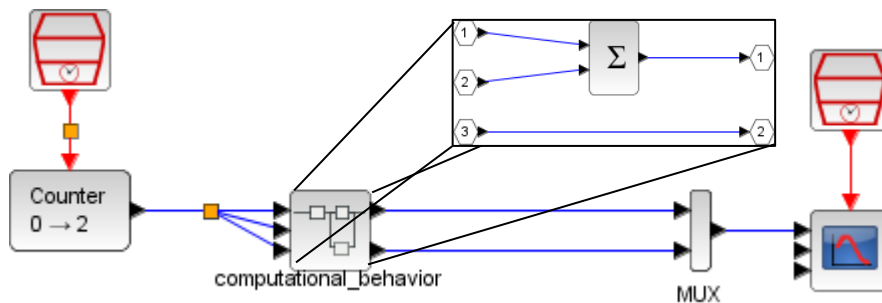 1
2
3
Σ
1
2
Counter
0 → 2
computational_behavior
MUX